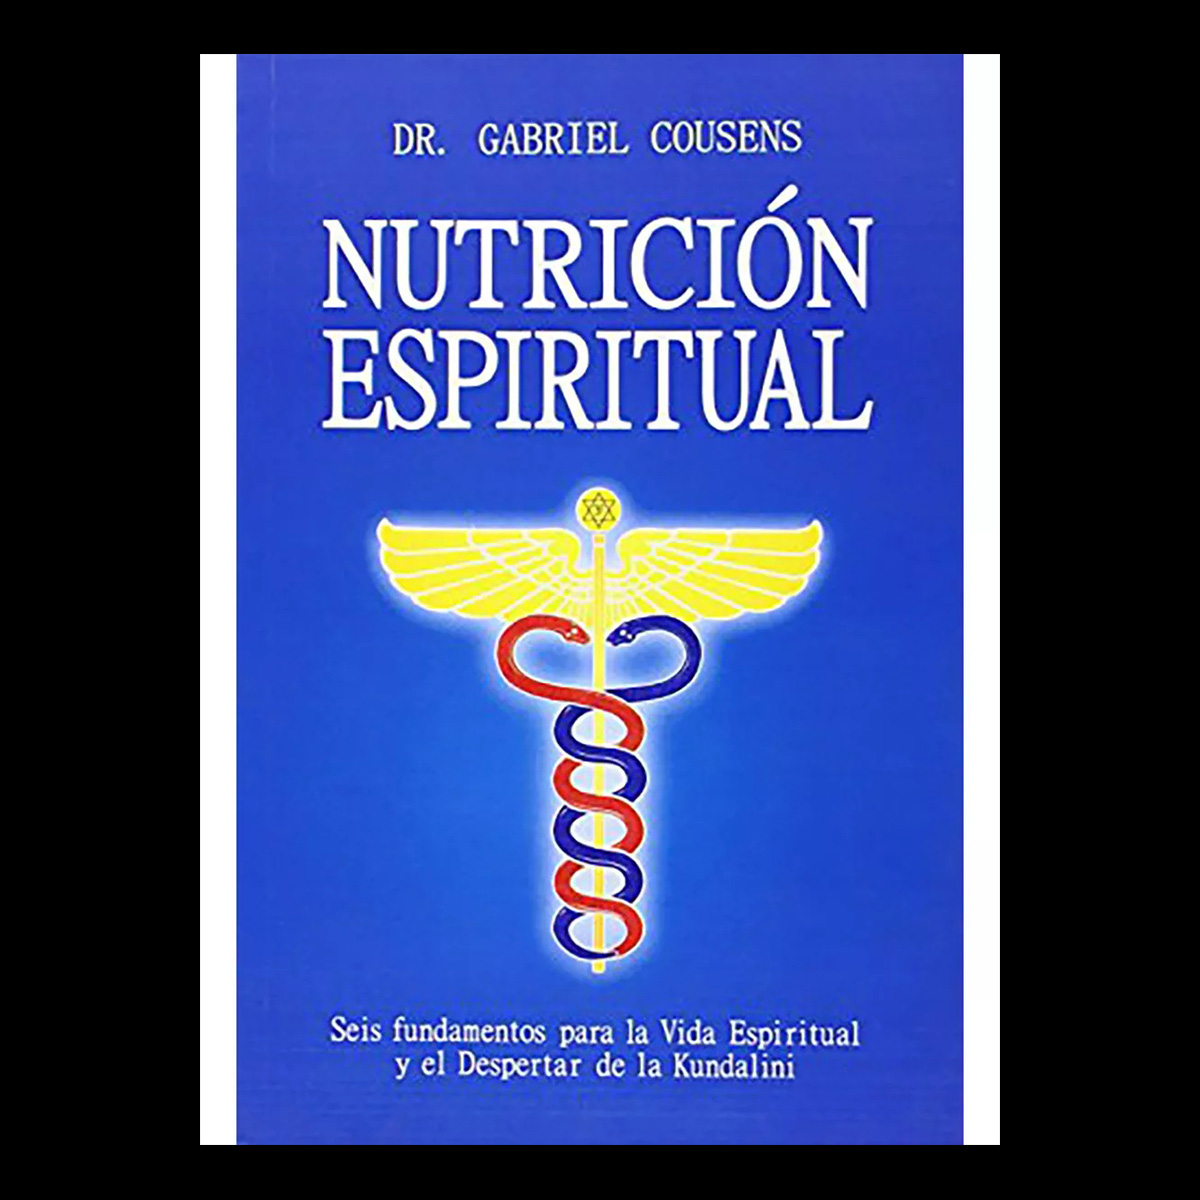 DR. GABRIEL COUSENS
NUTRICIÓN
ESPIRITUAL
Seis fundamentos para la Vida Espiritual
y el Despertar de la Kundalini